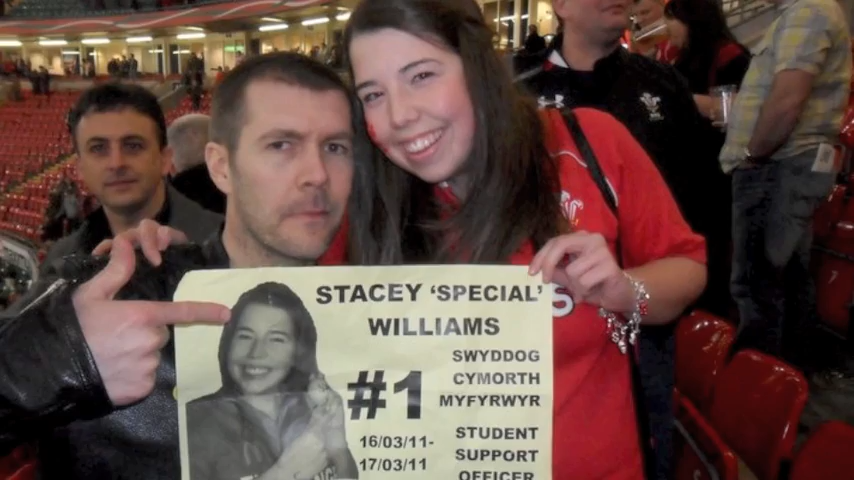 STACEY 'SPECIAL'
WILLIAMS
#1
SWYDDOG
CYMORTH
MYFYRWYR
16/03/11-
17/03/11
STUDENT
SUPPORT
OFFICER